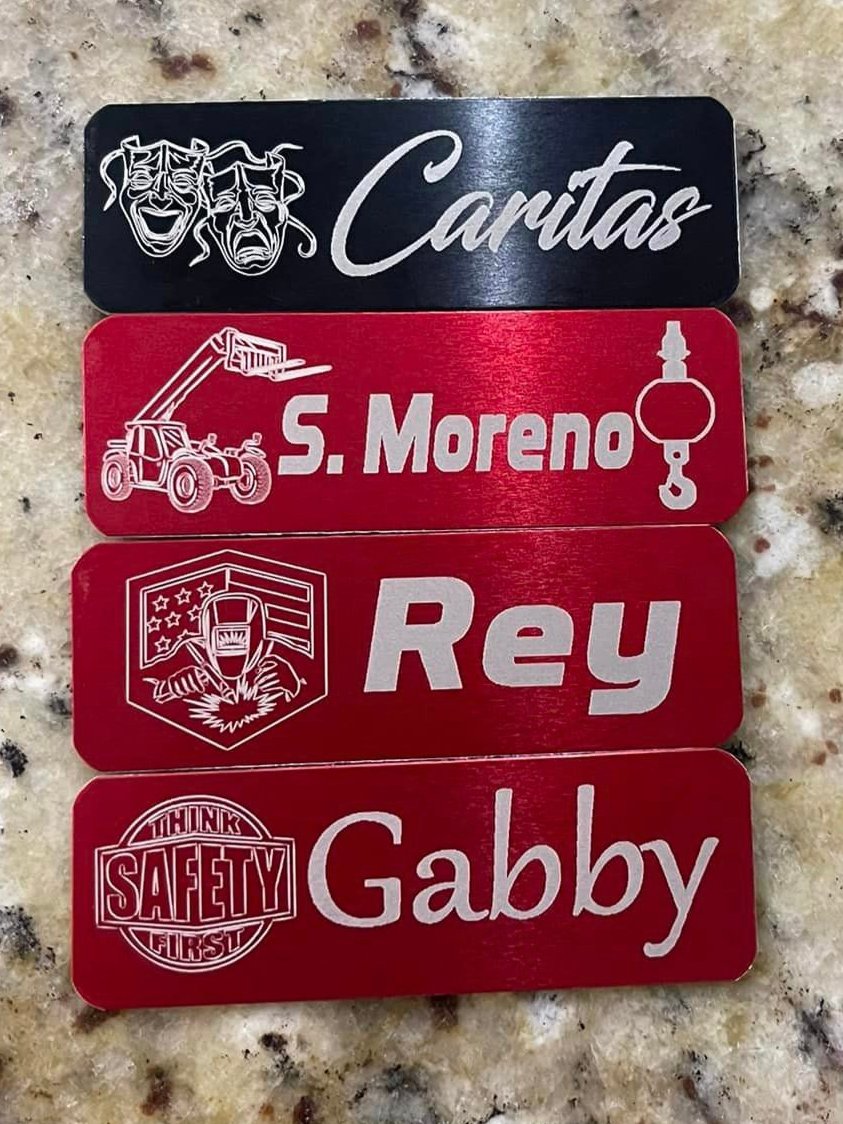 Caritas
S. Moreno
Rey
THINK
SAFETY
FIRST
Gabby